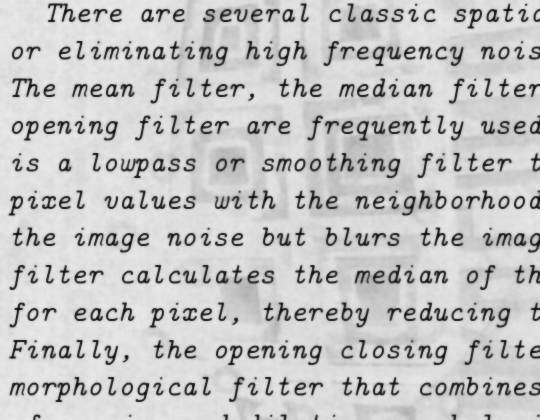 There are several classic spatia
or eliminating high frequency nois
The mean filter, the median filter
opening filter are frequently used
is a lowpass or smoothing filter t
pixel values with the neighborhood
the image noise but blurs the imag
filter calculates the median of th
for each pixel, thereby reducing t
Finally, the opening closing filte
morphological filter that combines